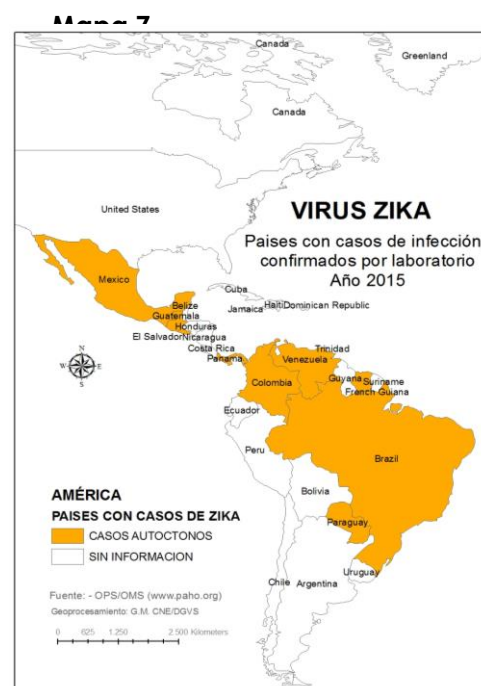 Mapa 7
Canada
Greenland
Canada
United States
VIRUS ZIKA
Paises con casos de infección
confirmados por laboratorio
Año 2015
Mexico
Cuba
Haiti
Dominican Republic
Jamaica
Belize
Guatemala
Honduras
El Salvador
Nicaragua
Costa Rica
Panama
Trinidad
Venezuela
Guyana
Suriname
French Guiana
Colombia
Ecuador
Peru
Brazil
Bolivia
Paraguay
Uruguay
Chile
Argentina
N
W
E
S
AMÉRICA
PAISES CON CASOS DE ZIKA
CASOS AUTOCTONOS
SIN INFORMACION
Fuente: - OPS/OMS (www.paho.org)
Geoprocesamiento: G.M. CNE/DGVS
0 625 1.250 2.500 Kilometers